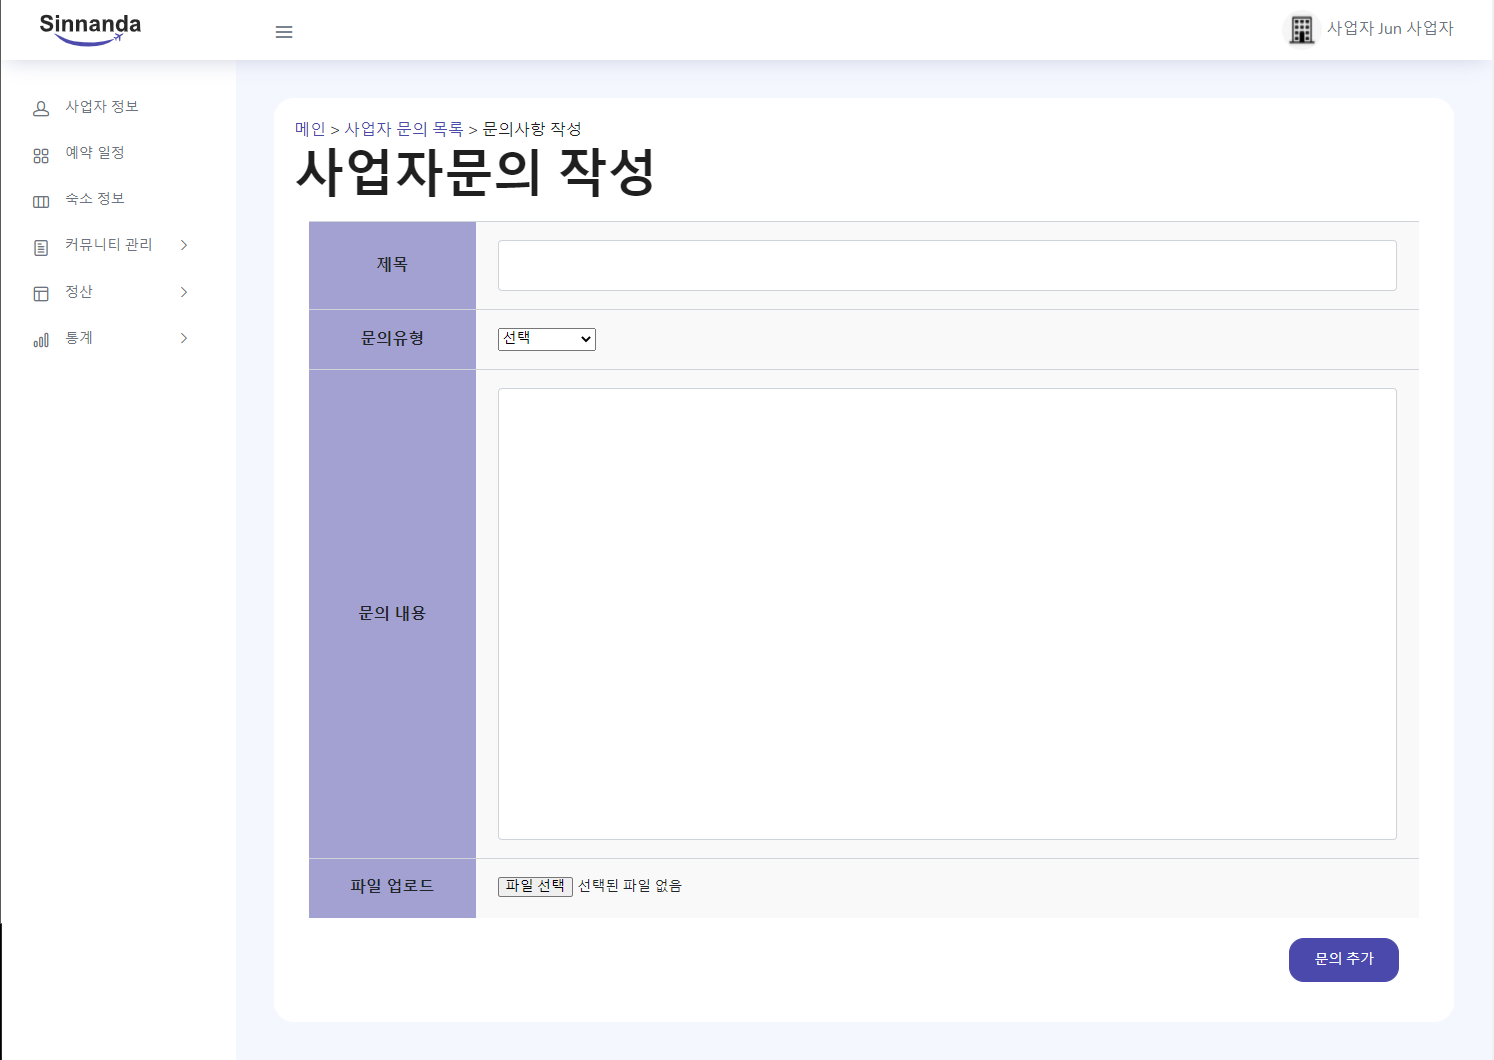 Sinnanda
사업자 Jun 사업자
사업자 정보
예약 일정
숙소 정보
커뮤니티 관리
정산
통계
메인 > 사업자 문의 목록 > 문의사항 작성
사업자문의 작성
제목
문의유형
선택
문의 내용
파일 업로드
파일 선택 선택된 파일 없음
문의 추가